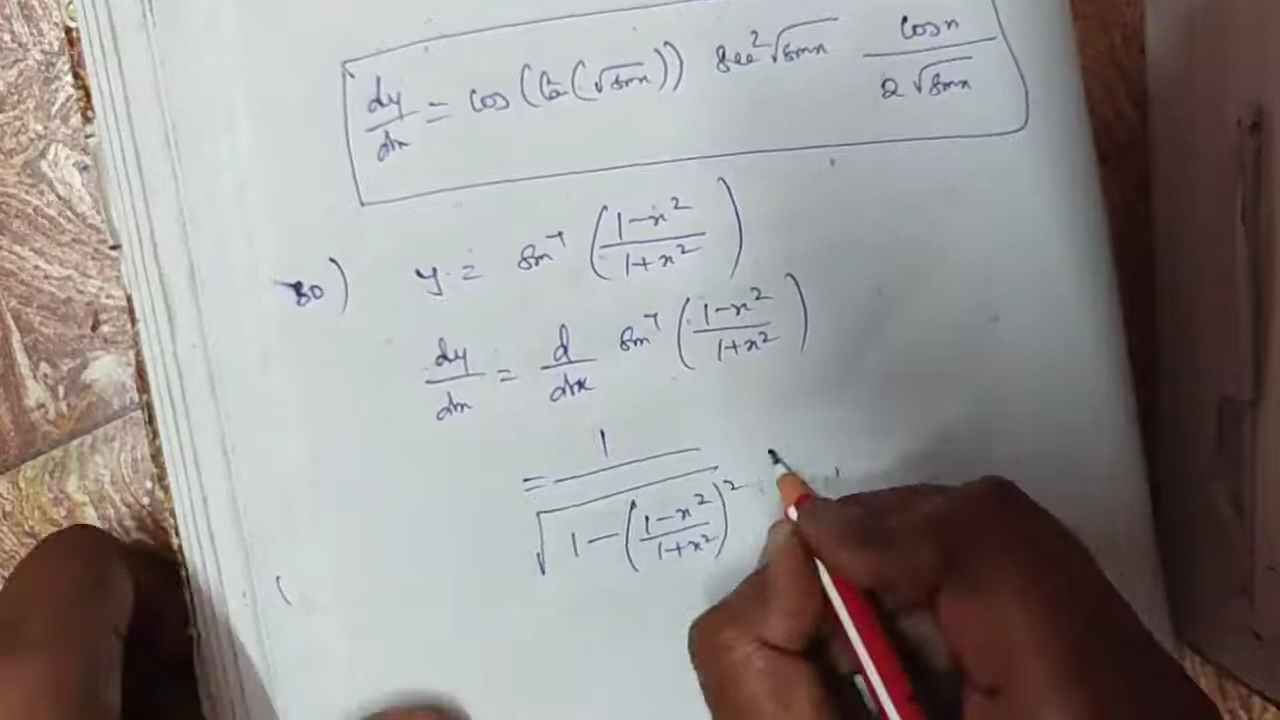 dy/dx = cos(tan(√sinx)) sec²√sinx cosx/2√sinx
30) y = sin⁻¹((1-x²)/(1+x²))
dy/dx = d/dx sin⁻¹((1-x²)/(1+x²))
= 1/√(1-((1-x²)/(1+x²))²)